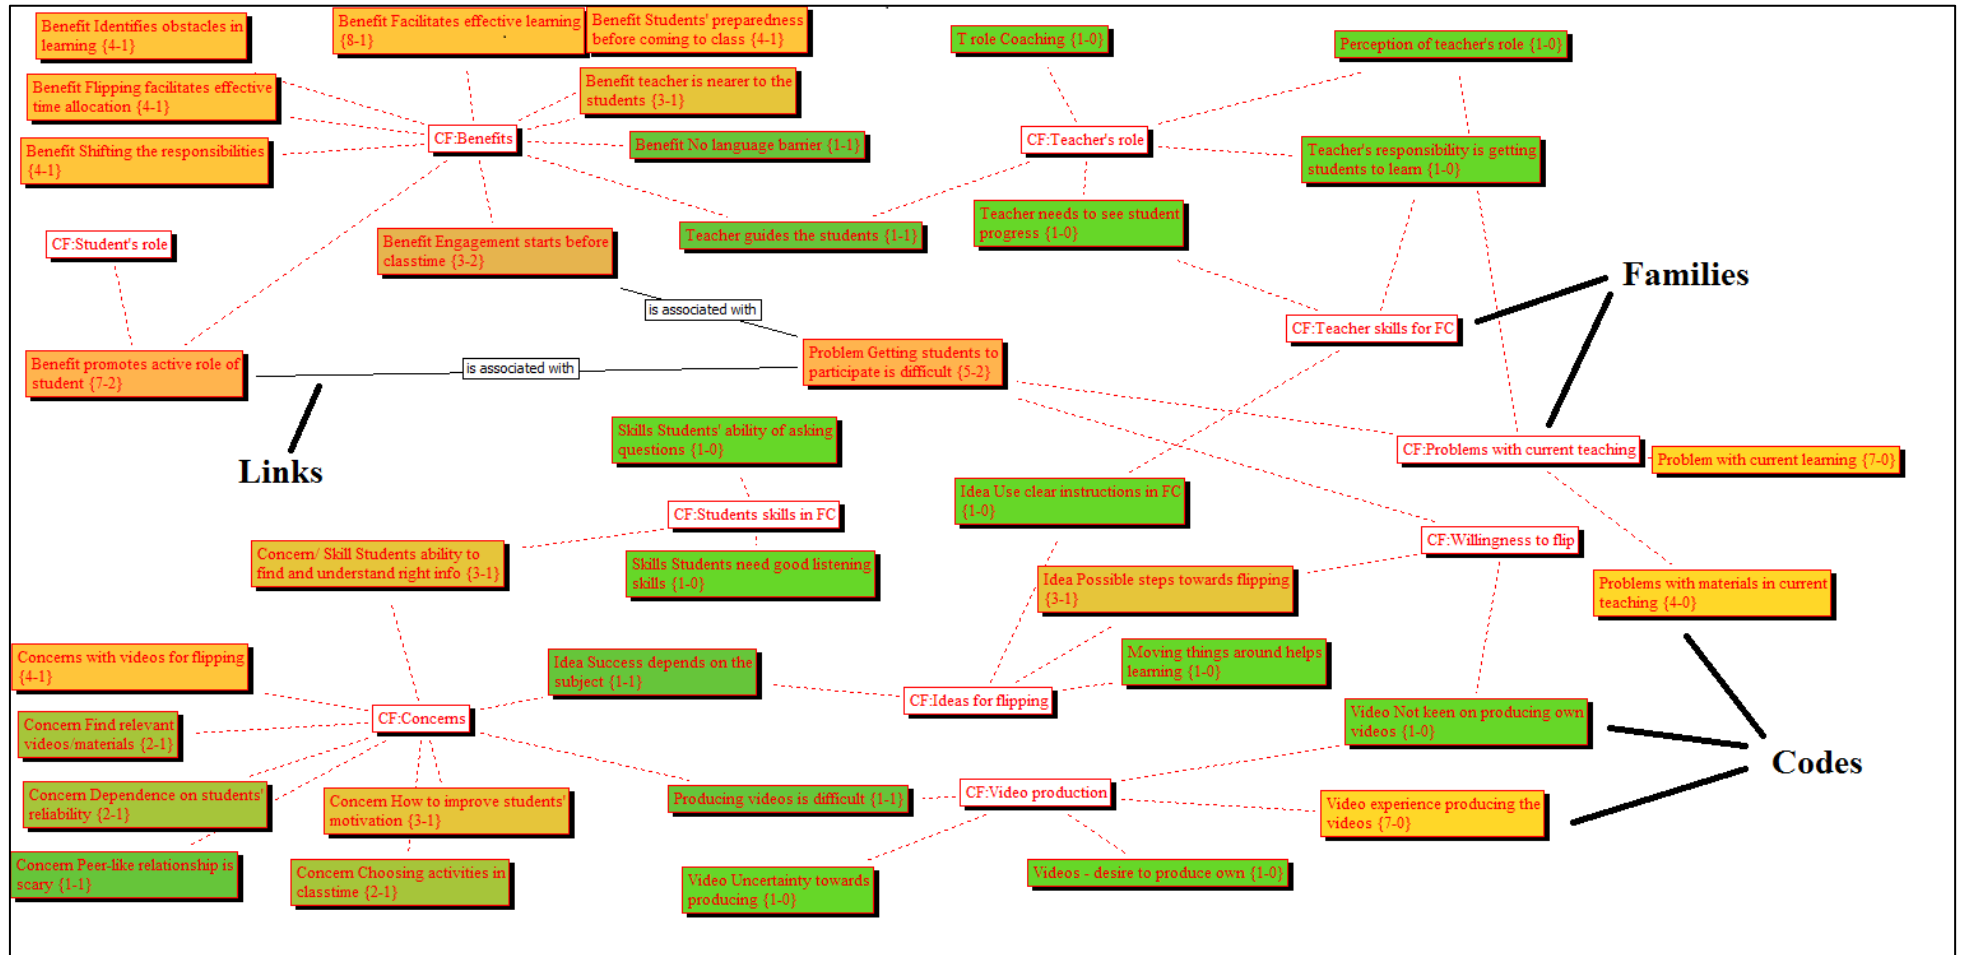 Benefit Identifies obstacles in
learning {4-1}
Benefit Facilitates effective learning
{8-1}
Benefit Students' preparedness
before coming to class {4-1}
T role Coaching {1-0}
Perception of teacher's role {1-0}
Benefit Flipping facilitates effective
time allocation {4-1}
Benefit teacher is nearer to the
students {3-1}
CF:Benefits
Benefit No language barrier {1-1}
CF:Teacher's role
Teacher's responsibility is getting
students to learn {1-0}
Benefit Shifting the responsibilities
{4-1}
CF:Student's role
Benefit Engagement starts before
classtime {3-2}
Teacher guides the students {1-1}
Teacher needs to see student
progress {1-0}
Families
is associated with
CF:Teacher skills for FC
Benefit promotes active role of
student {7-2}
is associated with
Problem Getting students to
participate is difficult {5-2}
Links
Skills Students' ability of asking
questions {1-0}
CF:Problems with current teaching
Problem with current learning {7-0}
Idea Use clear instructions in FC
{1-0}
CF:Students skills in FC
CF:Willingness to flip
Concern/ Skill Students ability to
find and understand right info {3-1}
Skills Students need good listening
skills {1-0}
Idea Possible steps towards flipping
{3-1}
Problems with materials in current
teaching {4-0}
Concerns with videos for flipping
{4-1}
Idea Success depends on the
subject {1-1}
Moving things around helps
learning {1-0}
CF:Ideas for flipping
CF:Concerns
Concern Find relevant
videos/materials {2-1}
Video Not keen on producing own
videos {1-0}
Codes
Concern Dependence on students'
reliability {2-1}
Concern How to improve students'
motivation {3-1}
Producing videos is difficult {1-1}
CF:Video production
Video experience producing the
videos {7-0}
Concern Peer-like relationship is
scary {1-1}
Concern Choosing activities in
classtime {2-1}
Video Uncertainty towards
producing {1-0}
Videos - desire to produce own {1-0}